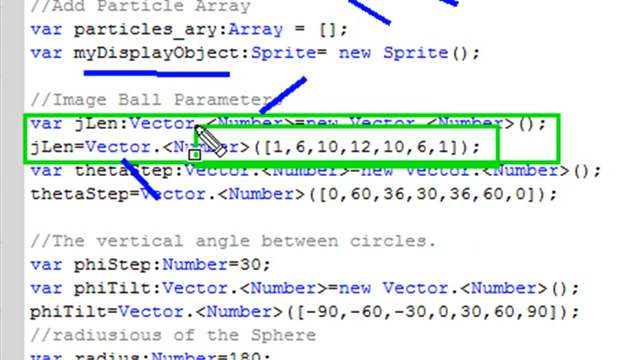 //Add Particle Array
var particles_ary:Array = [];
var myDisplayObject:Sprite= new Sprite();
//Image Ball Parameters
var jLen:Vector.<Number>=new Vector.<Number>();
jLen=Vector.<Number>([1,6,10,12,10,6,1]);
var thetaStep:Vector.<Number>=new Vector.<Number>();
thetaStep=Vector.<Number>([0,60,36,30,36,60,0]);
//The vertical angle between circles.
var phiStep:Number=30;
var phiTilt:Vector.<Number>=new Vector.<Number>();
phiTilt=Vector.<Number>([-90,-60,-30,0,30,60,90]);
//radiusious of the Sphere
var radius:Number=180;